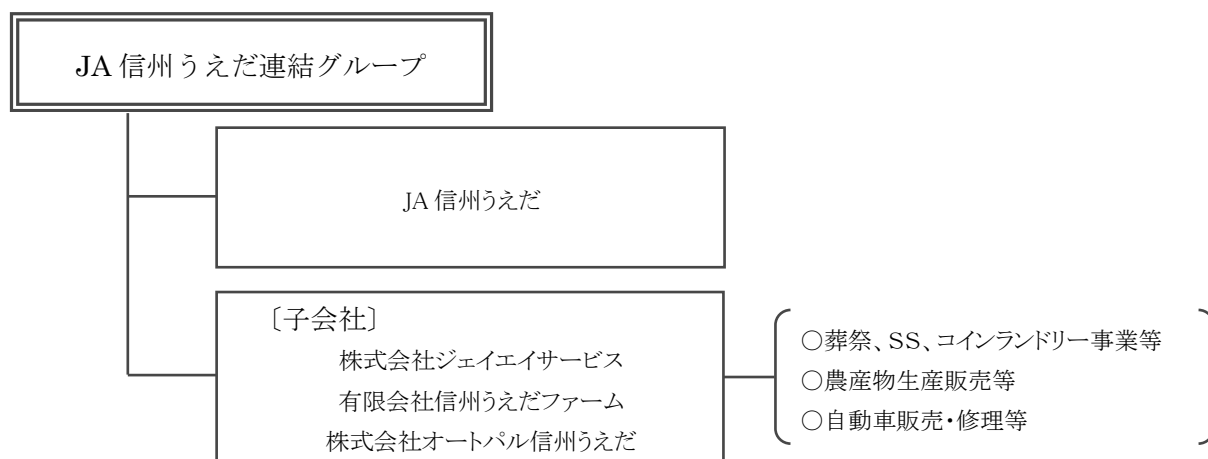 JA 信州うえだ連結グループ
JA 信州うえだ
〔子会社〕
株式会社ジェイエイサービス
有限会社信州うえだファーム
株式会社オートパル信州うえだ
○葬祭、SS、コインランドリー事業等
○農産物生産販売等
○自動車販売・修理等